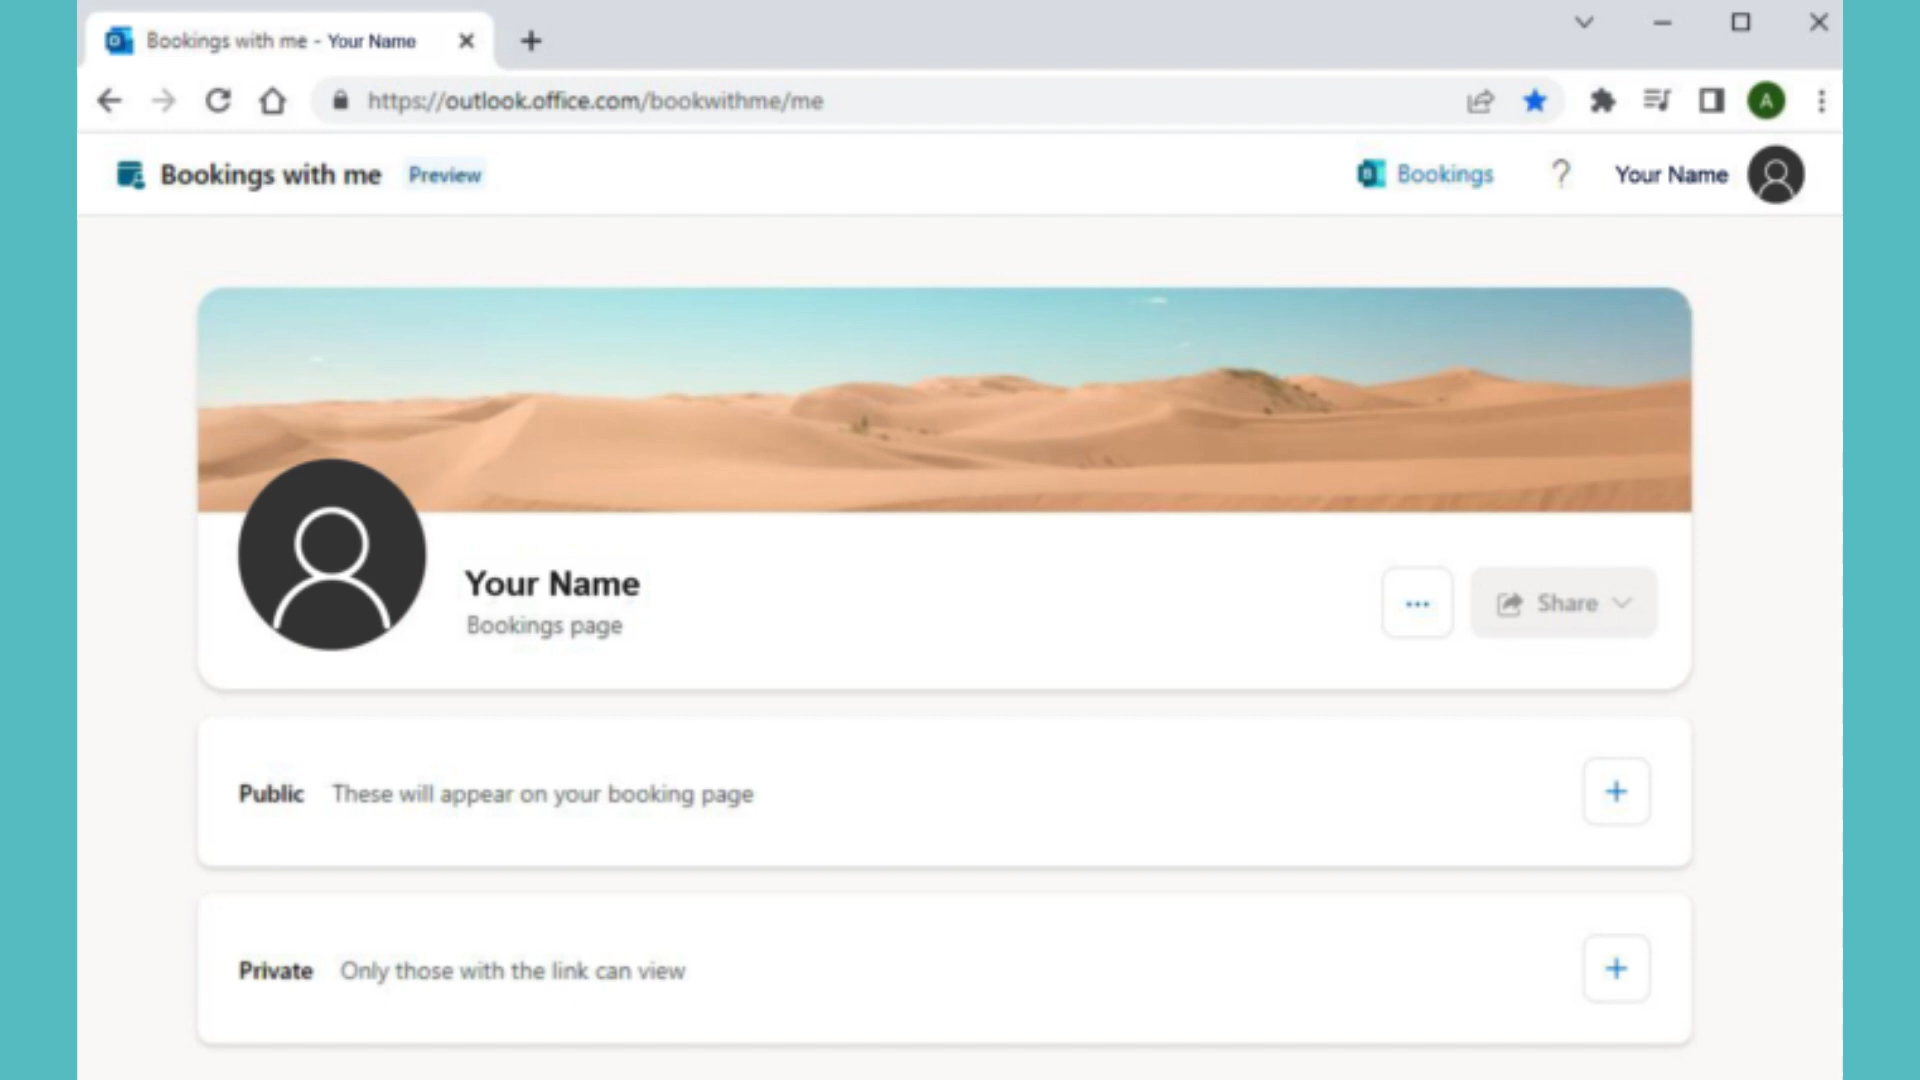 Bookings with me - Your Name
https://outlook.office.com/bookwithme/me
A
Bookings with me Preview
Bookings ? Your Name
Your Name
Bookings page
... Share
Public These will appear on your booking page
+
Private Only those with the link can view
+